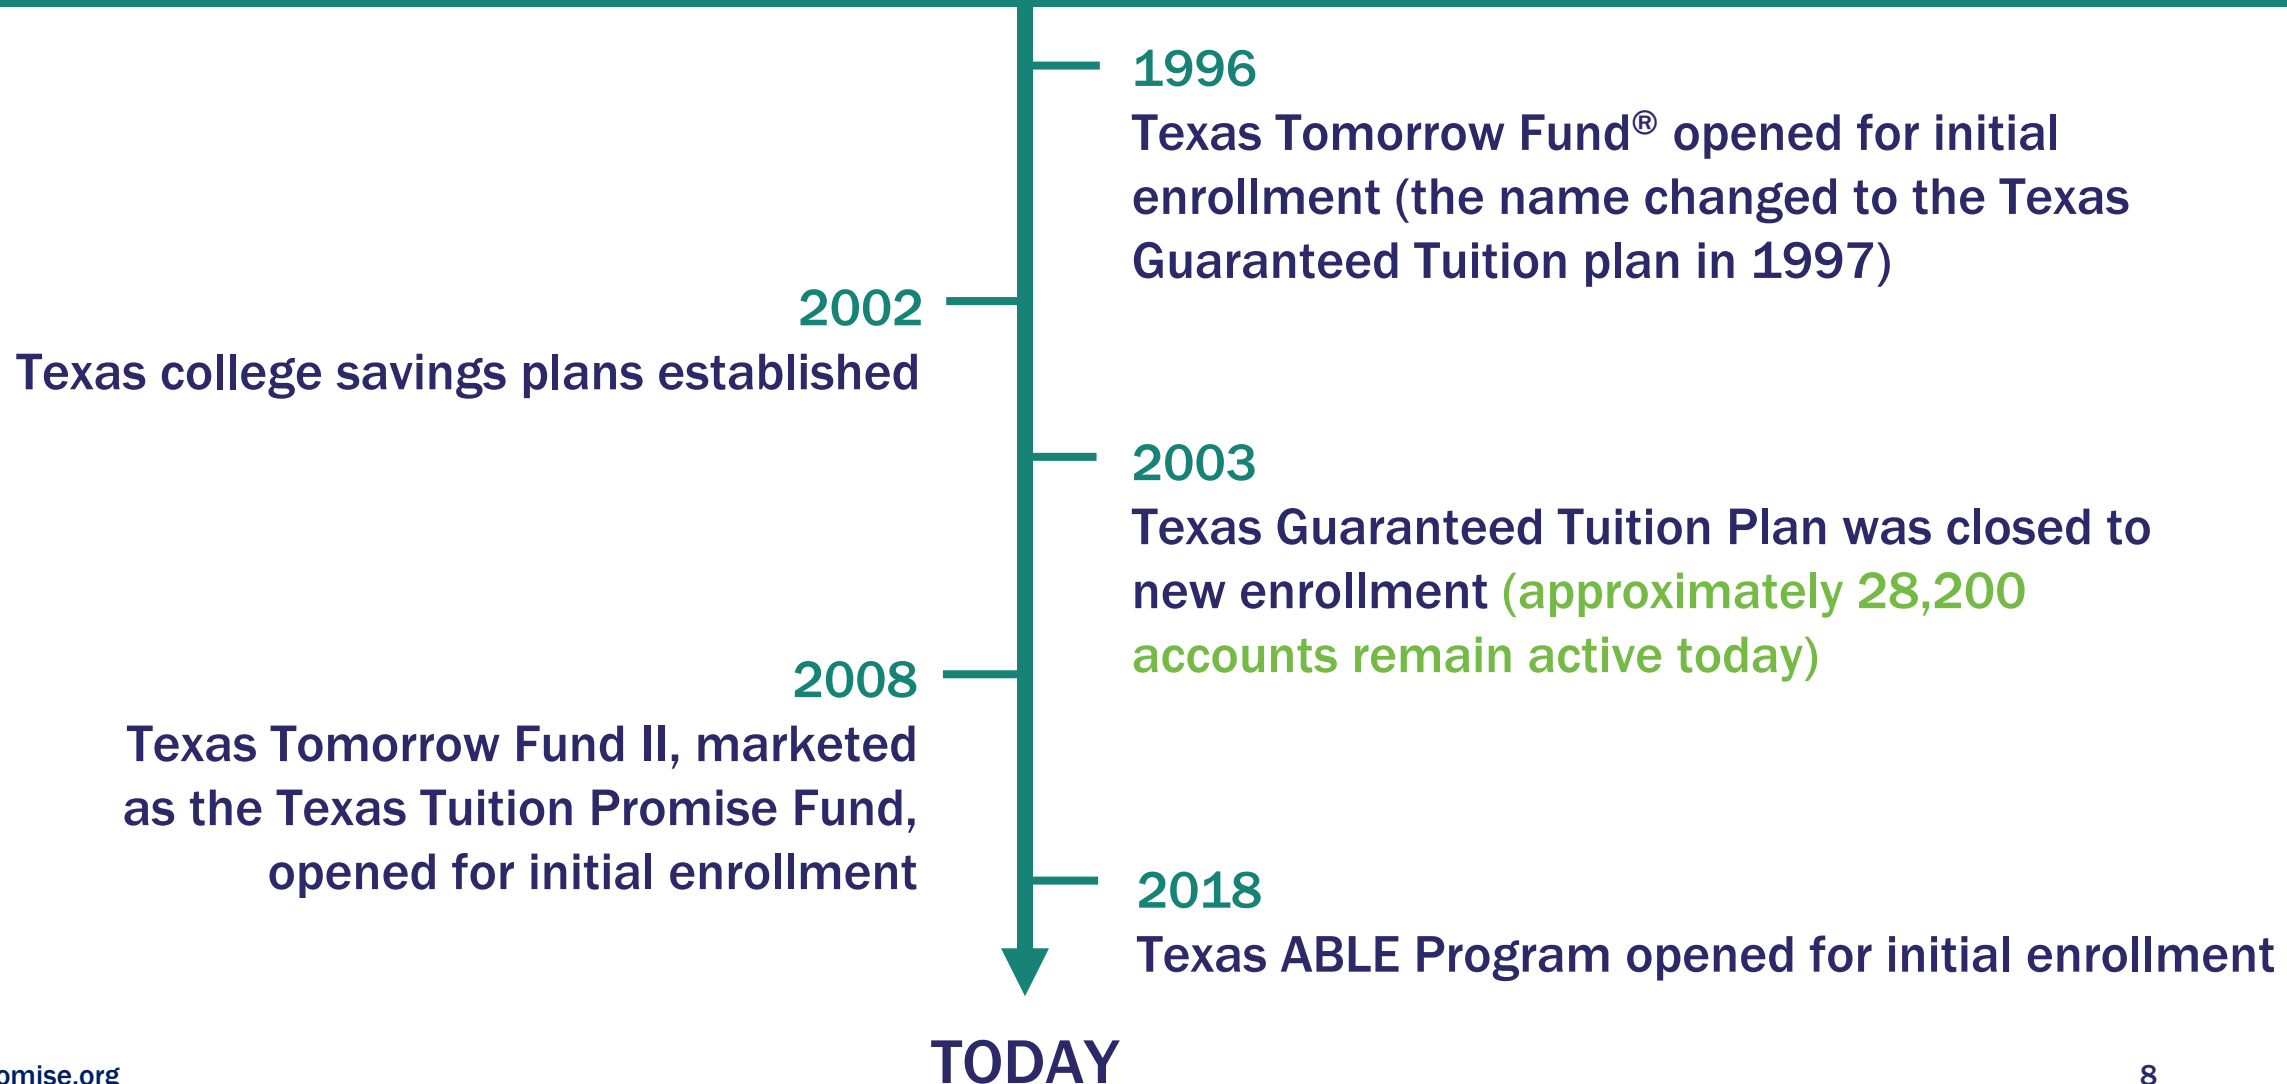 1996
Texas Tomorrow Fund® opened for initial
enrollment (the name changed to the Texas
Guaranteed Tuition plan in 1997)
2002
Texas college savings plans established
2003
Texas Guaranteed Tuition Plan was closed to
new enrollment (approximately 28,200
accounts remain active today)
2008
Texas Tomorrow Fund II, marketed
as the Texas Tuition Promise Fund,
opened for initial enrollment
2018
Texas ABLE Program opened for initial enrollment
TODAY
omise.org
8